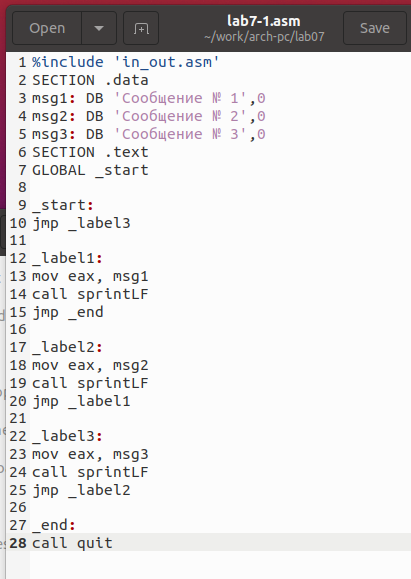 Open
lab7-1.asm
~/work/arch-pc/lab07
Save
1 %include 'in_out.asm'
2 SECTION .data
3 msg1: DB 'Сообщение № 1',0
4 msg2: DB 'Сообщение № 2',0
5 msg3: DB 'Сообщение № 3',0
6 SECTION .text
7 GLOBAL _start
8
9 _start:
10 jmp _label3
11
12 _label1:
13 mov eax, msg1
14 call sprintLF
15 jmp _end
16
17 _label2:
18 mov eax, msg2
19 call sprintLF
20 jmp _label1
21
22 _label3:
23 mov eax, msg3
24 call sprintLF
25 jmp _label2
26
27 _end:
28 call quit